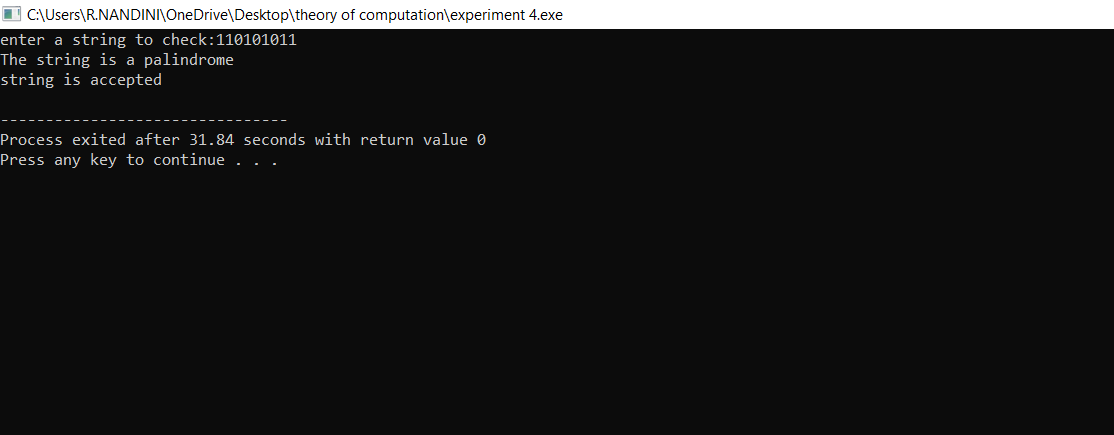 C:\Users\R.NANDINI\OneDrive\Desktop\theory of computation\experiment 4.exe
enter a string to check:110101011
The string is a palindrome
string is accepted
--------------------------------
Process exited after 31.84 seconds with return value 0
Press any key to continue . . .